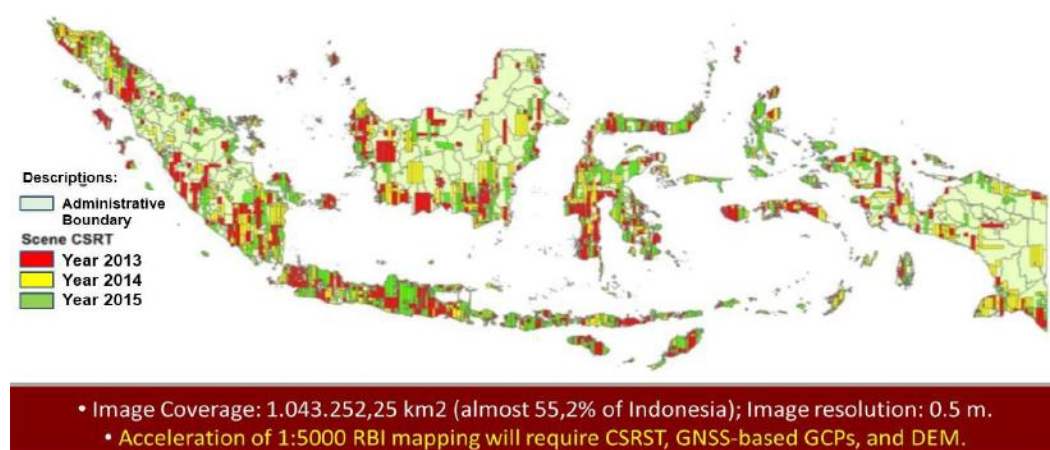 Descriptions:
Administrative
Boundary
Scene CSRT
Year 2013
Year 2014
Year 2015
• Image Coverage: 1.043.252,25 km2 (almost 55,2% of Indonesia); Image resolution: 0.5 m.
• Acceleration of 1:5000 RBI mapping will require CSRST, GNSS-based GCPs, and DEM.